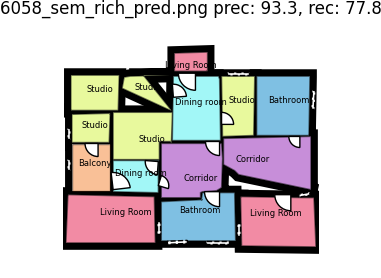 6058_sem_rich_pred.png prec: 93.3, rec: 77.8
Living Room
Studio
Stud
Dining room
Studio
Bathroom
Studio
Studio
Balcony
Dining room
Corridor
Corridor
Living Room
Bathroom
Living Room